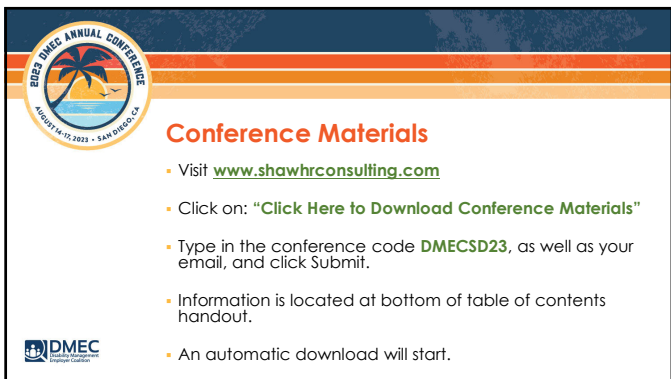 2023 DMEC ANNUAL CONFERENCE
AUGUST 14-17, 2023 • SAN DIEGO, CA
Conference Materials
▪ Visit www.shawhrconsulting.com
▪ Click on: “Click Here to Download Conference Materials”
▪ Type in the conference code DMECSD23, as well as your
email, and click Submit.
▪ Information is located at bottom of table of contents
handout.
▪ An automatic download will start.
DMEC
Disability Management
Employer Coalition